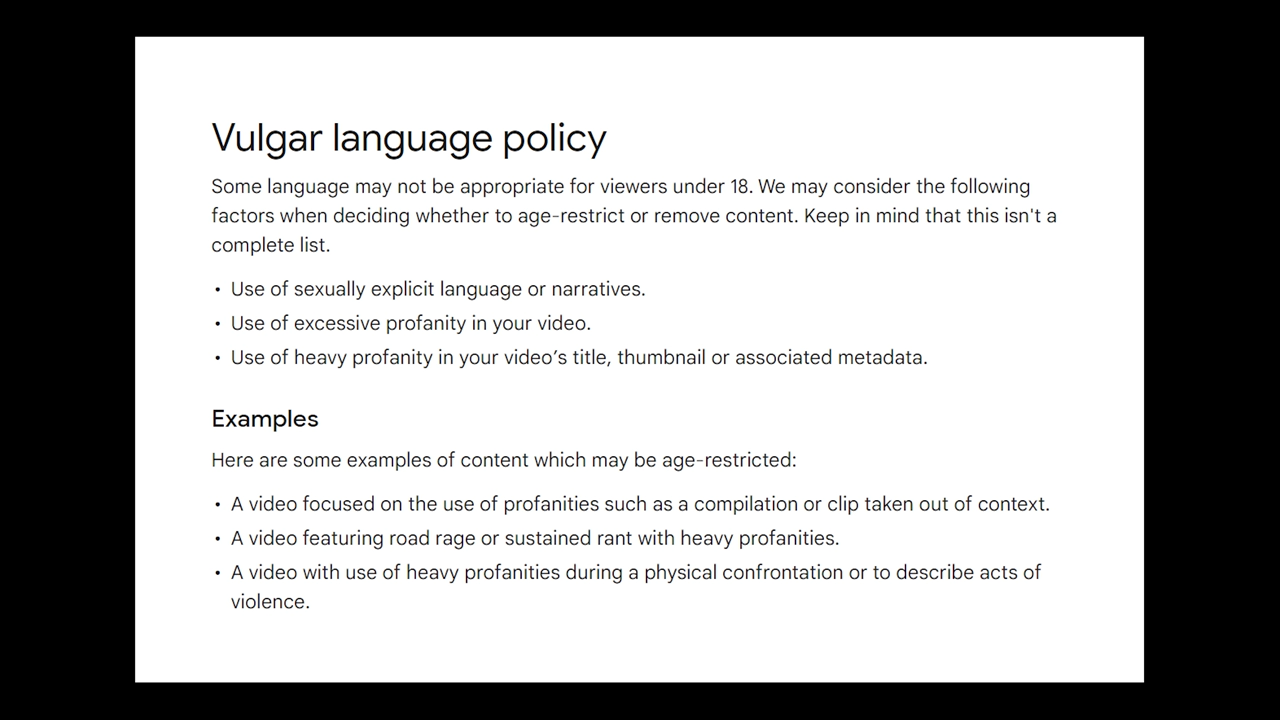 Vulgar language policy
Some language may not be appropriate for viewers under 18. We may consider the following
factors when deciding whether to age-restrict or remove content. Keep in mind that this isn't a
complete list.
• Use of sexually explicit language or narratives.
• Use of excessive profanity in your video.
• Use of heavy profanity in your video’s title, thumbnail or associated metadata.
Examples
Here are some examples of content which may be age-restricted:
• A video focused on the use of profanities such as a compilation or clip taken out of context.
• A video featuring road rage or sustained rant with heavy profanities.
• A video with use of heavy profanities during a physical confrontation or to describe acts of
violence.